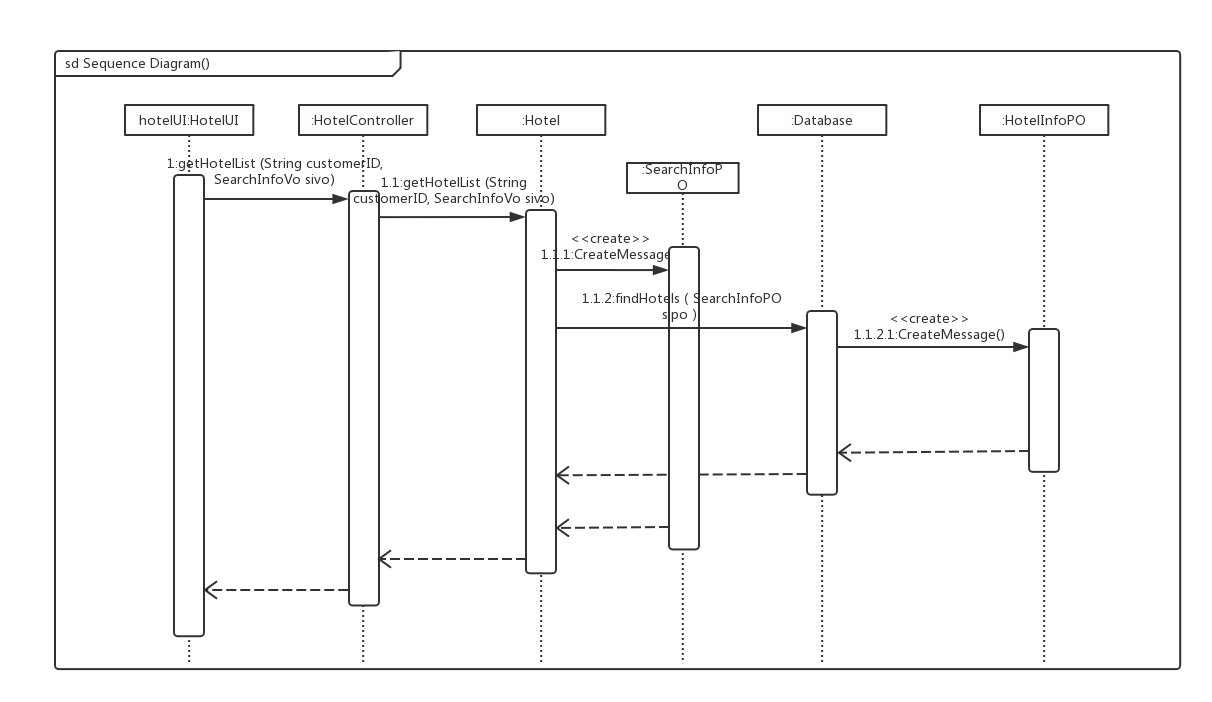 sd Sequence Diagram()
hotelUI:HotelUI
:HotelController
:Hotel
:Database
:HotelInfoPO
:SearchInfoP
O
1:getHotelList (String customerID,
SearchInfoVo sivo)
1.1:getHotelList (String
customerID, SearchInfoVo sivo)
<<create>>
1.1.1:CreateMessage
1.1.2:findHotels ( SearchInfoPO
sipo )
<<create>>
1.1.2.1:CreateMessage()